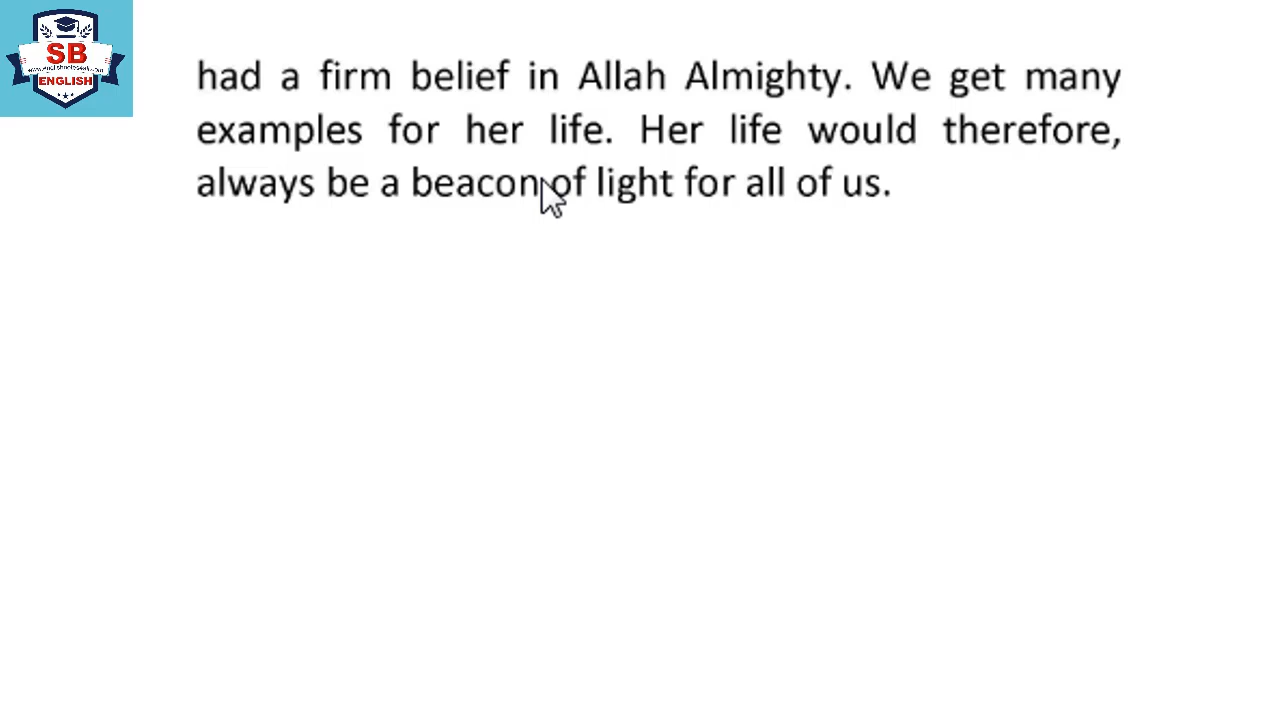 SB
ENGLISH
had a firm belief in Allah Almighty. We get many
examples for her life. Her life would therefore,
always be a beacon of light for all of us.